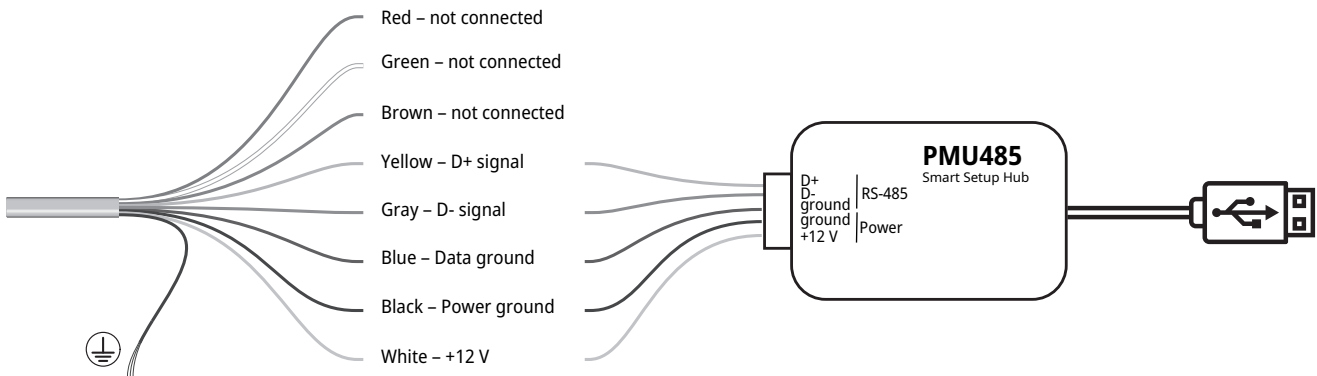 Red – not connected
Green – not connected
Brown – not connected
Yellow – D+ signal
Gray – D- signal
Blue – Data ground
Black – Power ground
White – +12 V
PMU485
Smart Setup Hub
D+
D-
ground
RS-485
ground
+12 V
Power